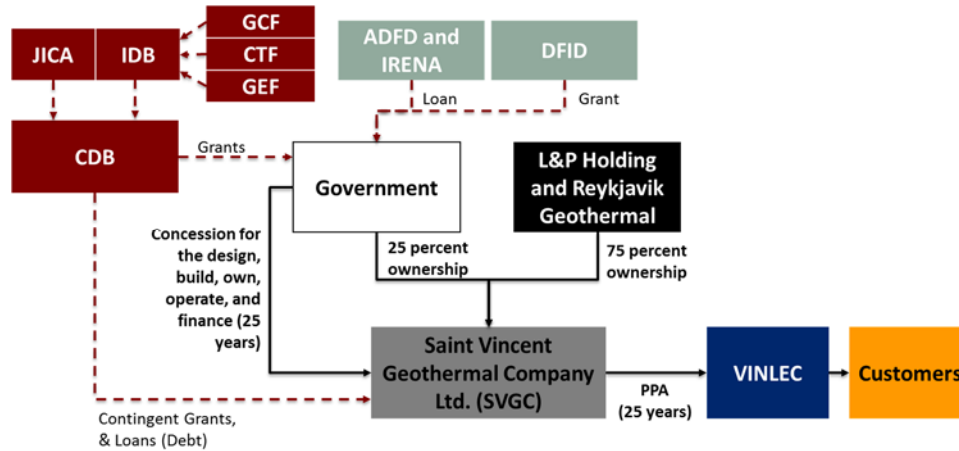 GCF
JICA
IDB
CTF
GEF
ADFD and
IRENA
DFID
Loan
Grant
CDB
Grants
Government
L&P Holding
and Reykjavik
Geothermal
Concession for
the design,
build, own,
operate, and
finance (25
years)
25 percent
ownership
75 percent
ownership
Saint Vincent
Geothermal Company
Ltd. (SVGC)
PPA
(25 years)
VINLEC
Customers
Contingent Grants,
& Loans (Debt)